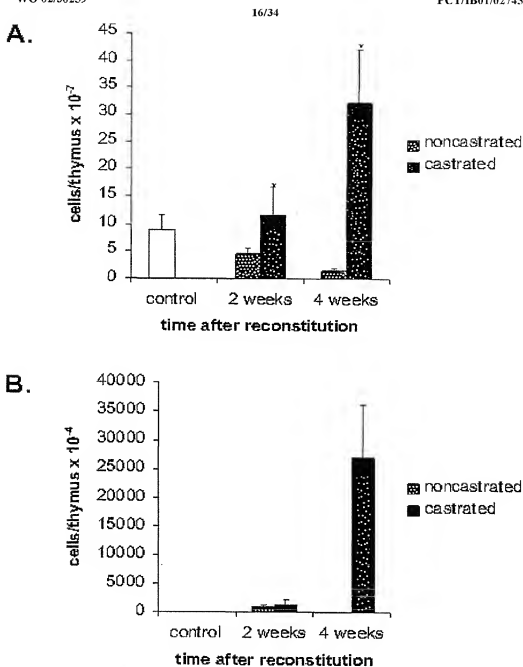 16/34
A.
45
40
35
30
25
20
15
10
5
0
cells/thymus x 10⁻⁷
control 2 weeks 4 weeks
time after reconstitution
noncastrated
castrated
B.
40000
35000
30000
25000
20000
15000
10000
5000
0
cells/thymus x 10⁻⁴
control 2 weeks 4 weeks
time after reconstitution
noncastrated
castrated